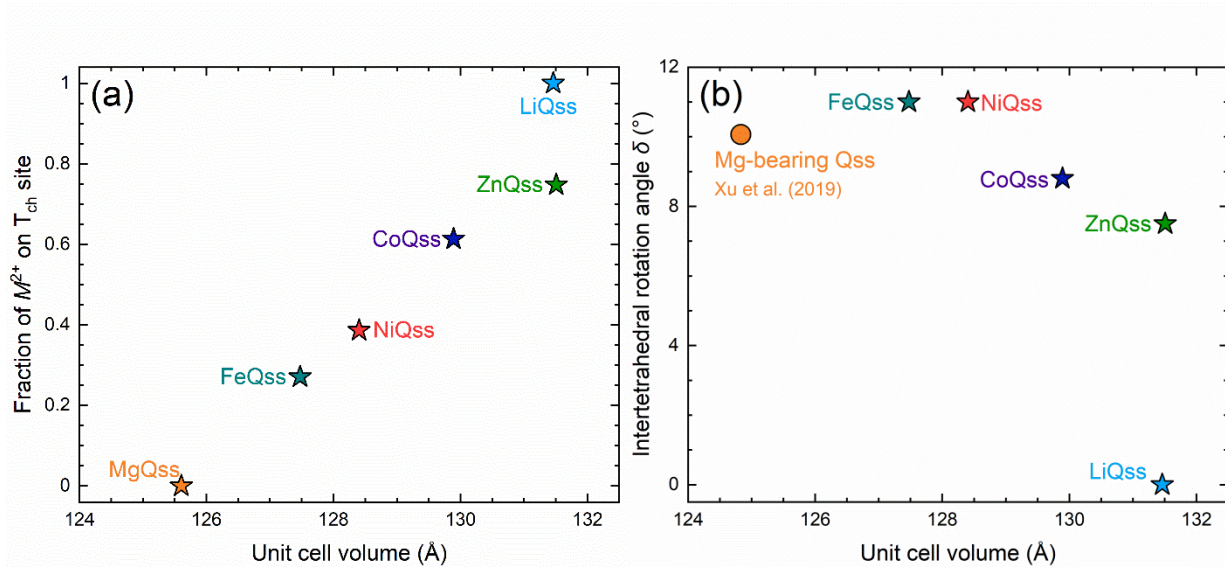 (a)
Fraction of M²⁺ on T_ch site
1
0.8
0.6
0.4
0.2
0
LiQss
ZnQss
CoQss
NiQss
FeQss
MgQss
124
126
128
130
132
Unit cell volume (Å)
(b)
Intertetrahedral rotation angle δ (°)
12
8
4
0
FeQss
NiQss
Mg-bearing Qss
Xu et al. (2019)
CoQss
ZnQss
LiQss
124
126
128
130
132
Unit cell volume (Å)